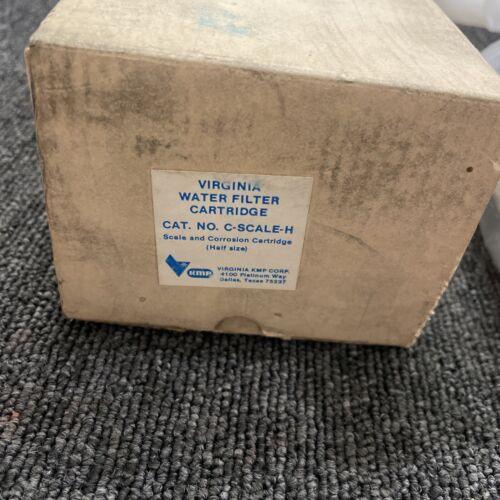 VIRGINIA
WATER FILTER
CARTRIDGE
CAT. NO. C-SCALE-H
Scale and Corrosion Cartridge
(Half size)
KMP
VIRGINIA KMP CORP.
4100 Platinum Way
Dallas, Texas 75237